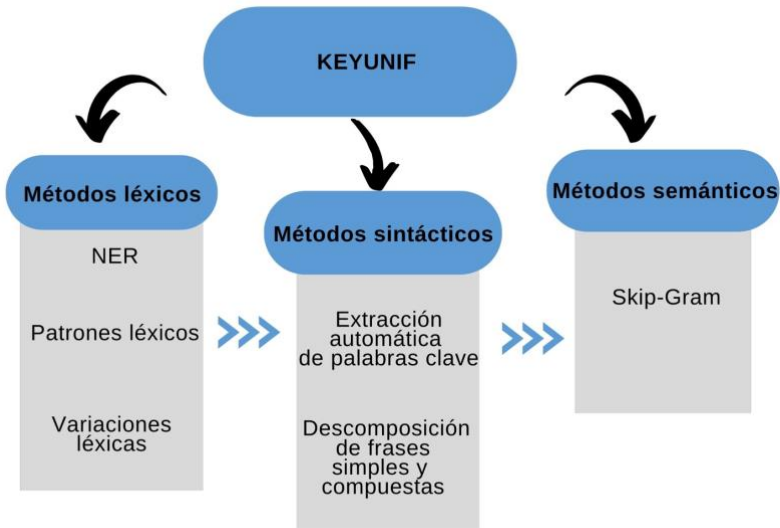 KEYUNIF
Métodos léxicos
NER
Patrones léxicos
Variaciones
léxicas
Métodos sintácticos
Extracción
automática
de palabras clave
Descomposición
de frases
simples y
compuestas
Métodos semánticos
Skip-Gram